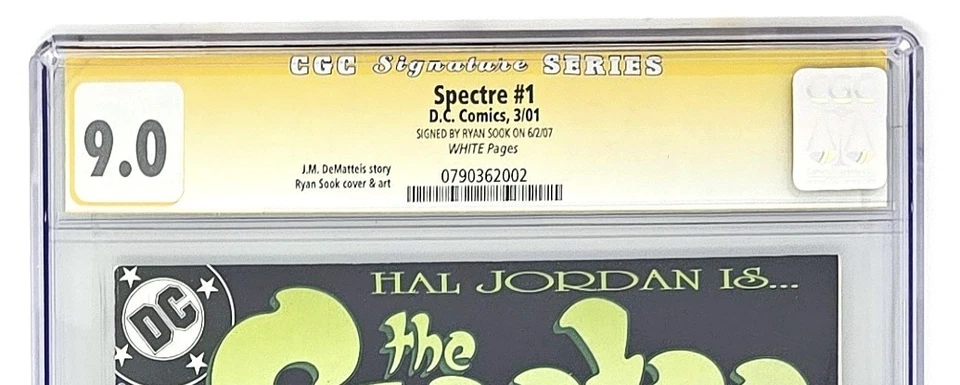 CGC Signature SERIES
9.0
Spectre #1
D.C. Comics, 3/01
SIGNED BY RYAN SOOK ON 6/2/07
WHITE Pages
J.M. DeMatteis story
Ryan Sook cover & art
0790362002
CGC
HAL JORDAN IS...
DC
the